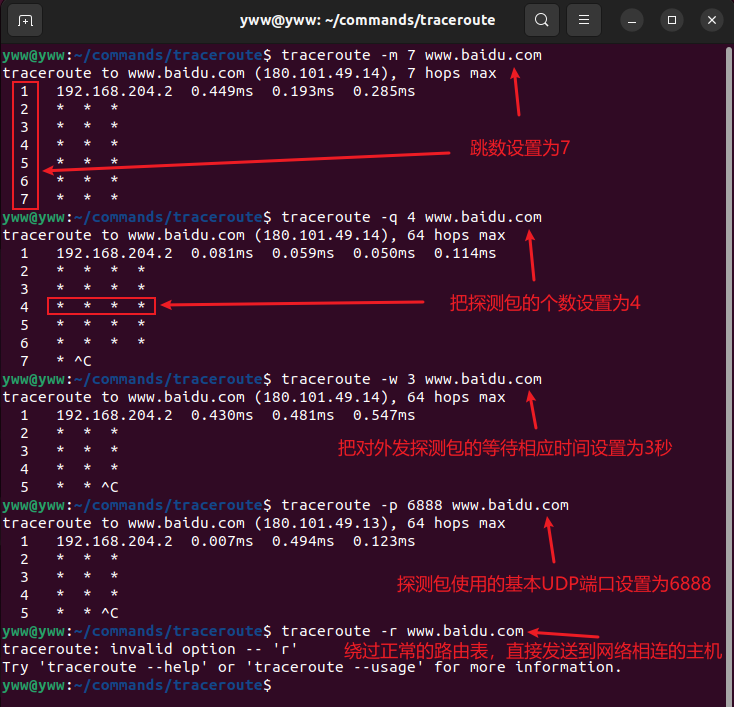 yww@yww: ~/commands/traceroute
yww@yww:~/commands/traceroute$ traceroute -m 7 www.baidu.com
traceroute to www.baidu.com (180.101.49.14), 7 hops max
1 192.168.204.2 0.449ms 0.193ms 0.285ms
2 * * *
3 * * *
4 * * *
跳数设置为7
5 * * *
6 * * *
7 * * *
yww@yww:~/commands/traceroute$ traceroute -q 4 www.baidu.com
traceroute to www.baidu.com (180.101.49.14), 64 hops max
1 192.168.204.2 0.081ms 0.059ms 0.050ms 0.114ms
2 * * * *
3 * * * *
4 * * * *
把探测包的个数设置为4
5 * * * *
6 * * * *
7 * ^C
yww@yww:~/commands/traceroute$ traceroute -w 3 www.baidu.com
traceroute to www.baidu.com (180.101.49.14), 64 hops max
1 192.168.204.2 0.430ms 0.481ms 0.547ms
2 * * *
3 * * *
把对外发探测包的等待相应时间设置为3秒
4 * * *
5 * * ^C
yww@yww:~/commands/traceroute$ traceroute -p 6888 www.baidu.com
traceroute to www.baidu.com (180.101.49.13), 64 hops max
1 192.168.204.2 0.007ms 0.494ms 0.123ms
2 * * *
3 * * *
探测包使用的基本UDP端口设置为6888
4 * * *
5 * * ^C
yww@yww:~/commands/traceroute$ traceroute -r www.baidu.com
traceroute: invalid option -- 'r'
绕过正常的路由表，直接发送到网络相连的主机
Try 'traceroute --help' or 'traceroute --usage' for more information.
yww@yww:~/commands/traceroute$